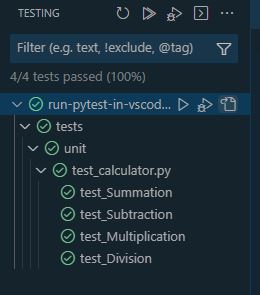 TESTING
Filter (e.g. text, !exclude, @tag)
4/4 tests passed (100%)
run-pytest-in-vscod...
tests
unit
test_calculator.py
test_Summation
test_Subtraction
test_Multiplication
test_Division